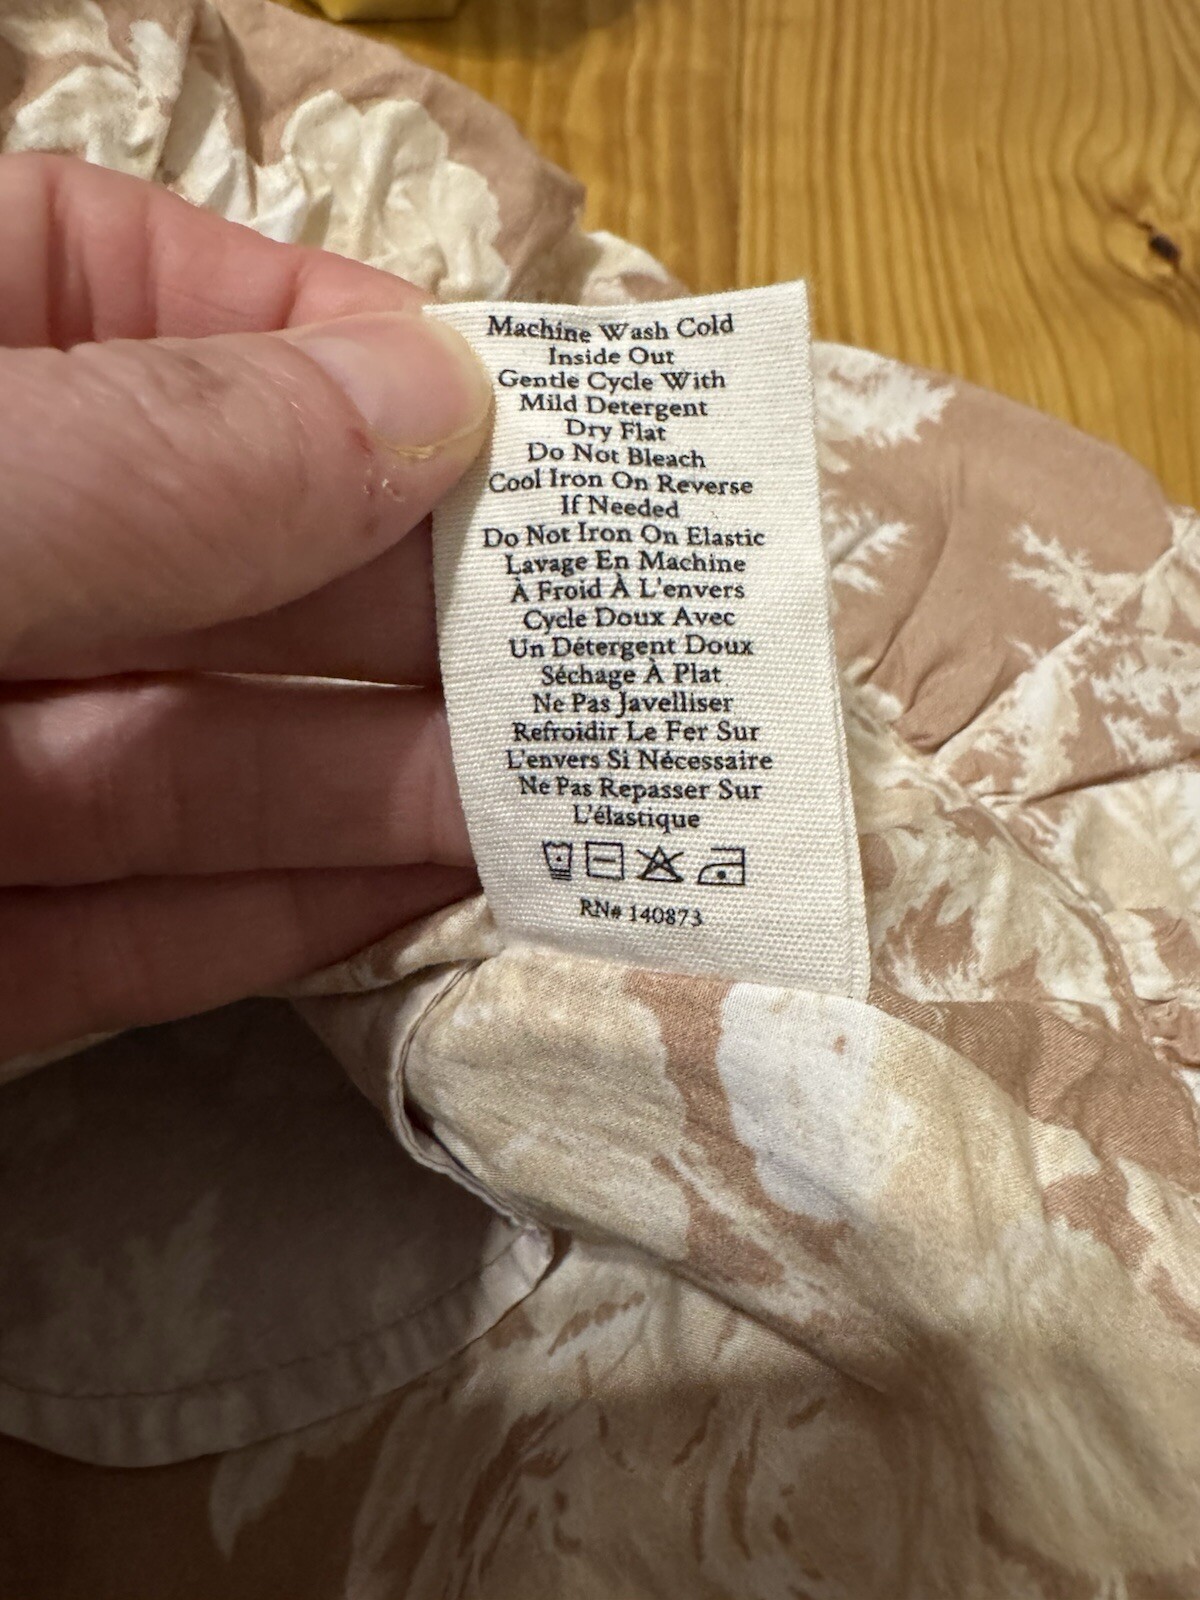 Machine Wash Cold
Inside Out
Gentle Cycle With
Mild Detergent
Dry Flat
Do Not Bleach
Cool Iron On Reverse
If Needed
Do Not Iron On Elastic
Lavage En Machine
À Froid À L'envers
Cycle Doux Avec
Un Détergent Doux
Séchage À Plat
Ne Pas Javelliser
Refroidir Le Fer Sur
L'envers Si Nécessaire
Ne Pas Repasser Sur
L'élastique
RN# 140873